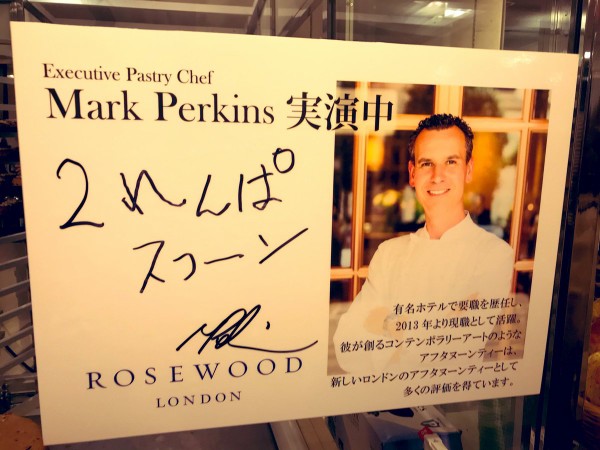 Executive Pastry Chef
Mark Perkins 実演中
2れんぱ
スコーン
ROSEWOOD
LONDON
有名ホテルで要職を歴任し、
2013年より現職として活躍。
彼が創るコンテンポラリーアートのような
アフタヌーンティーは、
新しいロンドンのアフタヌーンティーとして
多くの評価を得ています。